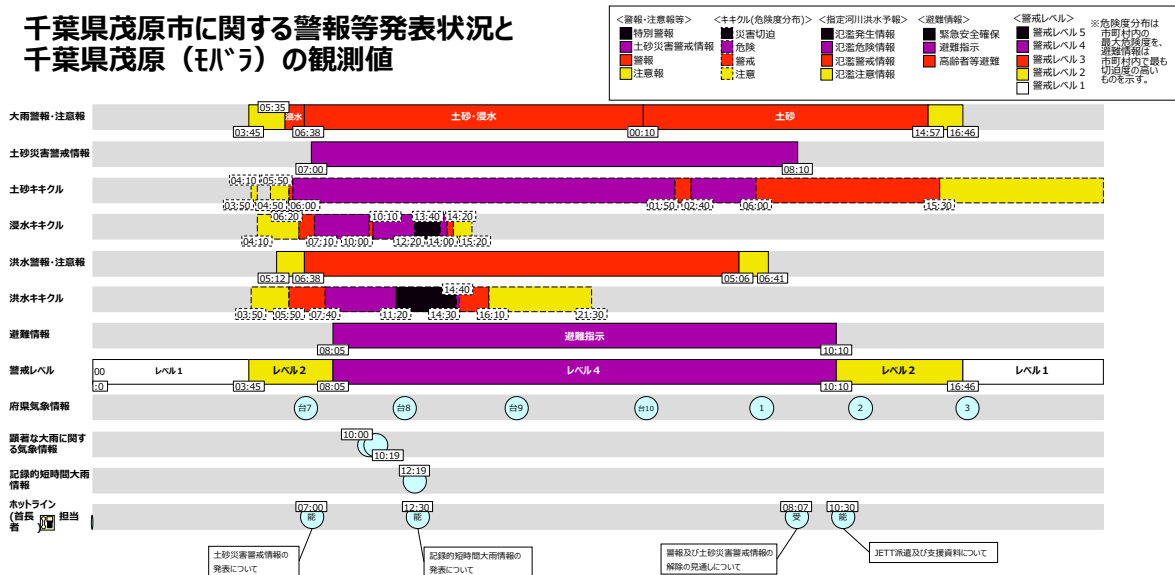 千葉県茂原市に関する警報等発表状況と
千葉県茂原（ﾓﾊﾞﾗ）の観測値
＜警報・注意報等＞
特別警報
土砂災害警戒情報
警報
注意報
＜キキクル(危険度分布)＞
災害切迫
危険
警戒
注意
＜指定河川洪水予報＞
氾濫発生情報
氾濫危険情報
氾濫警戒情報
氾濫注意情報
＜避難情報＞
緊急安全確保
避難指示
高齢者等避難
＜警戒レベル＞
警戒レベル５
警戒レベル４
警戒レベル３
警戒レベル２
警戒レベル１
※危険度分布は
市町村内の
最大危険度を、
避難情報は
市町村内で最も
切迫度の高い
ものを示す。
大雨警報・注意報
05:35
浸水
土砂・浸水
土砂
03:45 06:38 00:10 14:57 16:46
土砂災害警戒情報
07:00 08:10
土砂キキクル
04:10 05:50
03:50 04:50 06:00 01:50 02:40 06:00 15:30
浸水キキクル
06:20 10:10 13:40 14:20
04:10 07:10 10:00 12:20 14:00 15:20
洪水警報・注意報
05:12 06:38 05:06 06:41
洪水キキクル
14:40
03:50 05:50 07:40 11:20 14:30 16:10 21:30
避難情報
避難指示
08:05 10:10
警戒レベル
00
:0
レベル１ レベル２ レベル４ レベル２ レベル１
03:45 08:05 10:10 16:46
府県気象情報
台7 台8 台9 台10 1 2 3
顕著な大雨に関す
る気象情報
10:00
10:19
記録的短時間大雨
情報
12:19
ホットライン
(首長 ) 担当
者
07:00 12:30 08:07 10:30
能 能 受 能
土砂災害警戒情報の
発表について
記録的短時間大雨情報の
発表について
警報及び土砂災害警戒情報の
解除の見通しについて
JETT派遣及び支援資料について